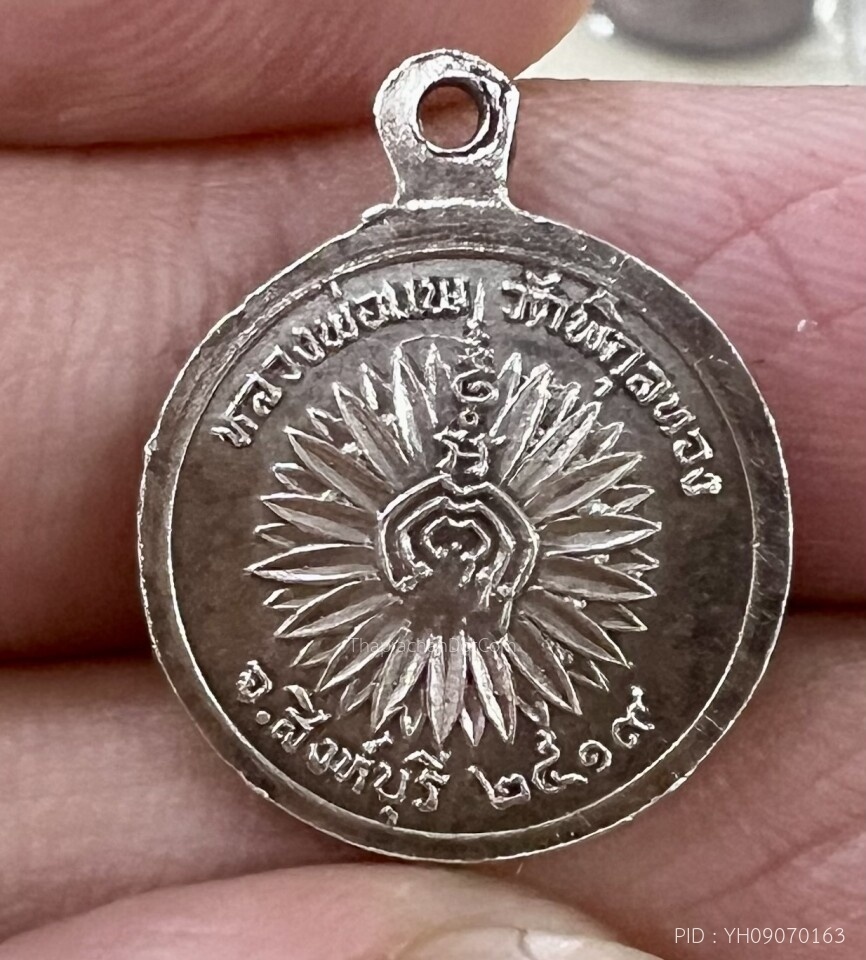 หลวงพ่อแพ วัดพิกุลทอง
จ.สิงห์บุรี ๒๕๑๙
ThaprachanDotCom
PID : YH09070163